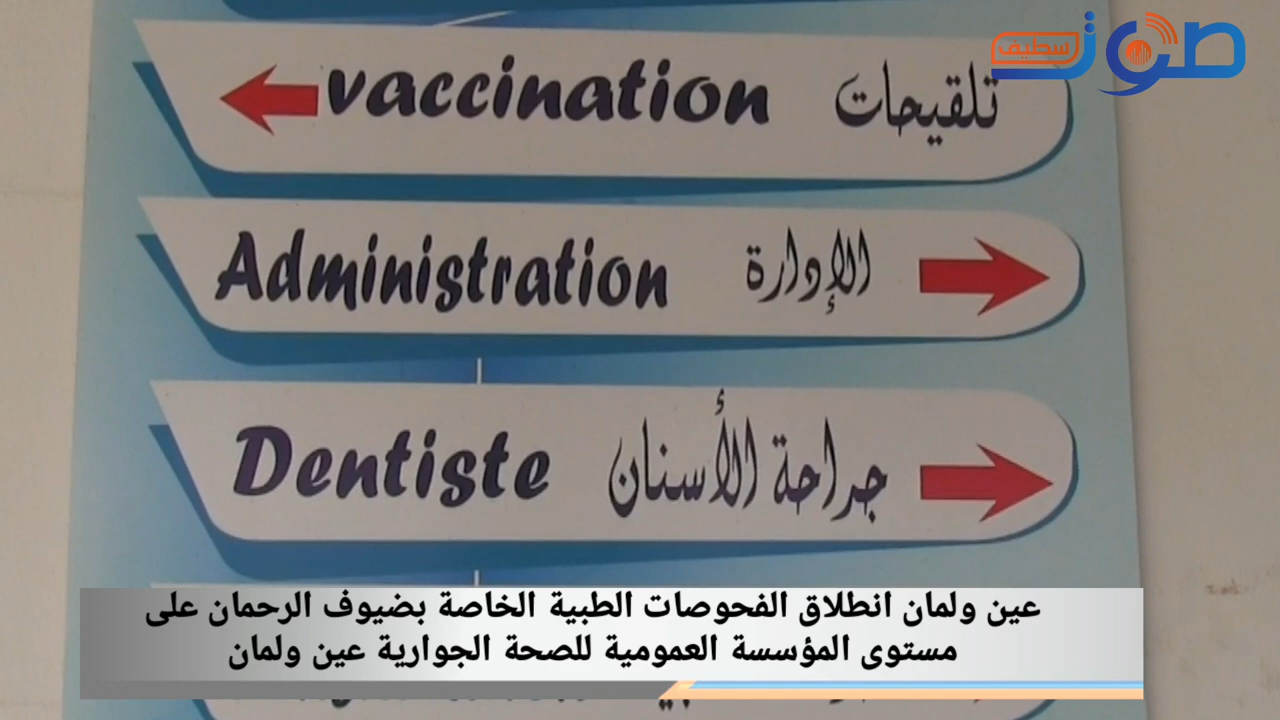 صوت
سطيف
vaccination تلقيحات
Administration الإدارة
Dentiste جراحة الأسنان
عين ولمان انطلاق الفحوصات الطبية الخاصة بضيوف الرحمان على
مستوى المؤسسة العمومية للصحة الجوارية عين ولمان